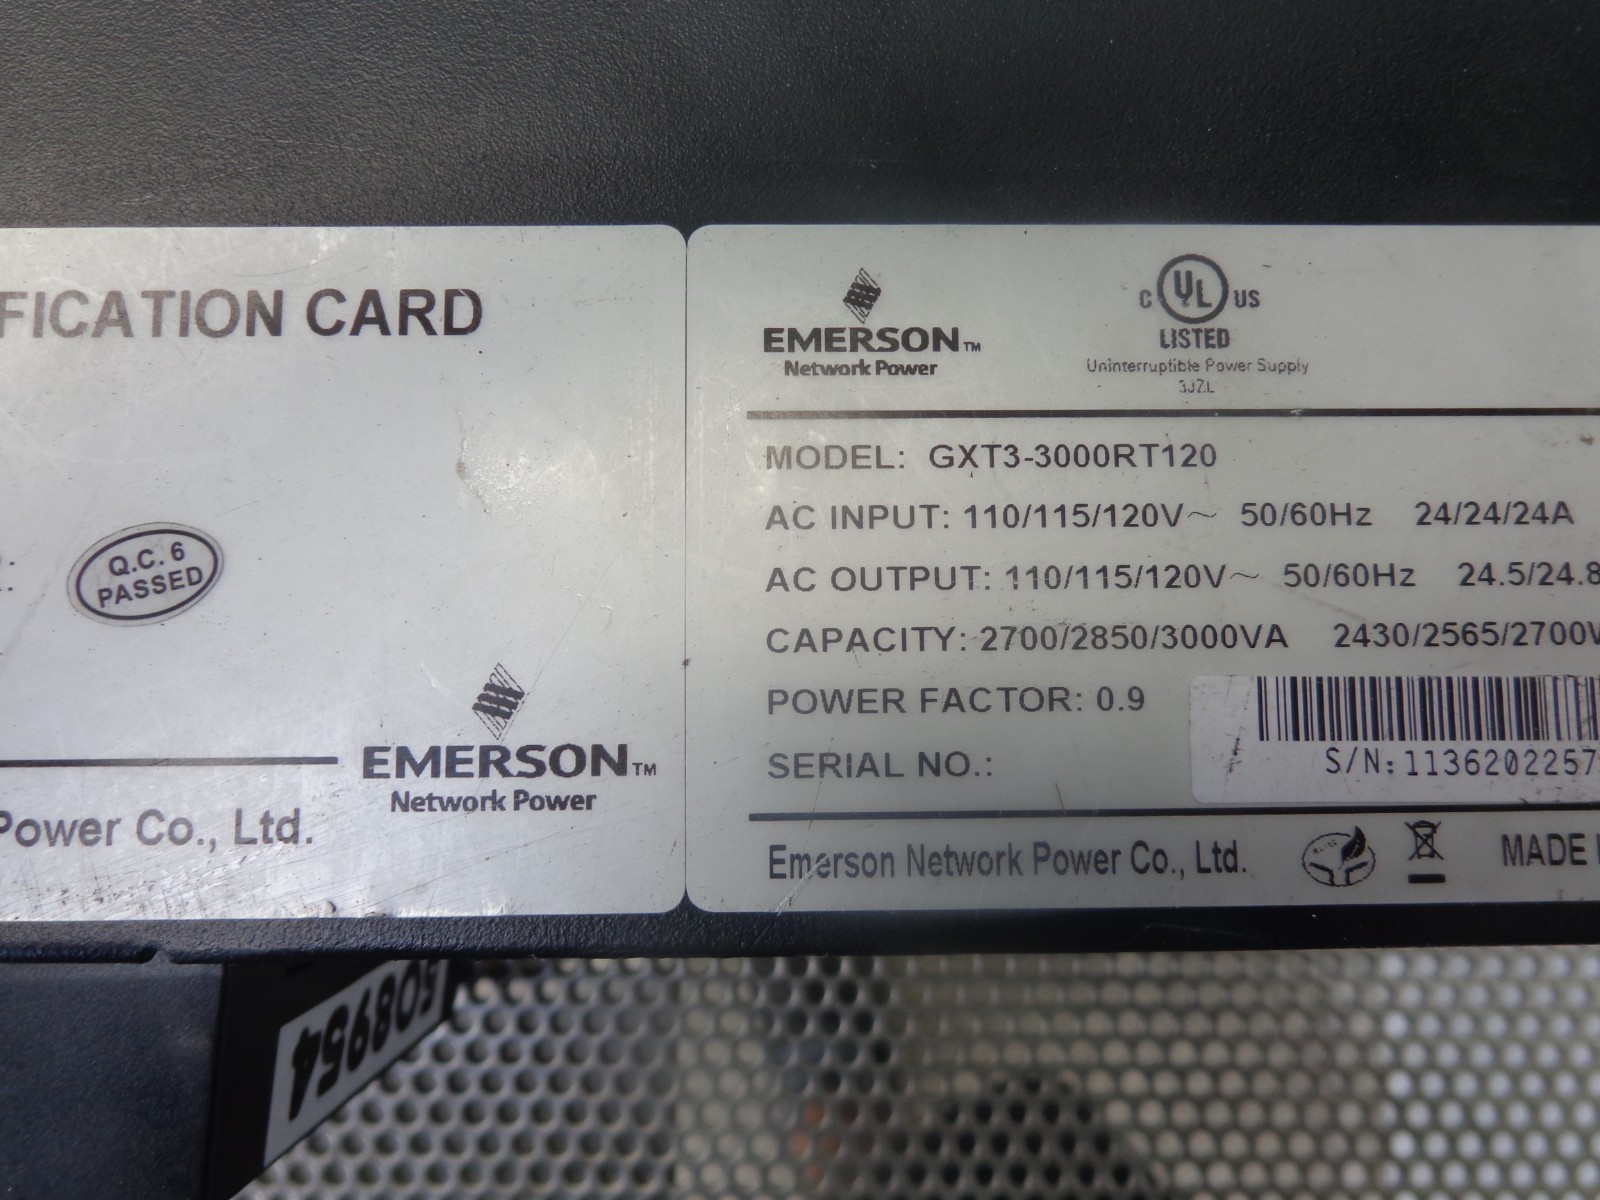 FICATION CARD
Q.C. 6
PASSED
EMERSON™
Network Power
Power Co., Ltd.
EMERSON™
Network Power
C UL US
LISTED
Uninterruptible Power Supply
3JZL
MODEL: GXT3-3000RT120
AC INPUT: 110/115/120V~ 50/60Hz 24/24/24A
AC OUTPUT: 110/115/120V~ 50/60Hz 24.5/24.8
CAPACITY: 2700/2850/3000VA 2430/2565/2700
POWER FACTOR: 0.9
SERIAL NO.:
S/N:1136202257
Emerson Network Power Co., Ltd.
MADE
508954